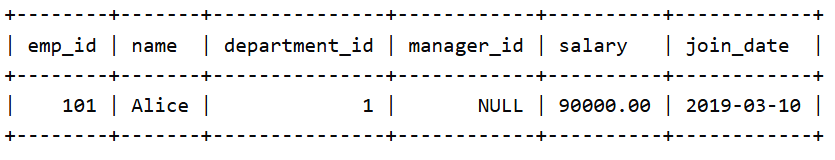 +--------+-------+---------------+------------+----------+------------+
| emp_id | name  | department_id | manager_id | salary   | join_date  |
+--------+-------+---------------+------------+----------+------------+
|    101 | Alice |             1 |       NULL | 90000.00 | 2019-03-10 |
+--------+-------+---------------+------------+----------+------------+